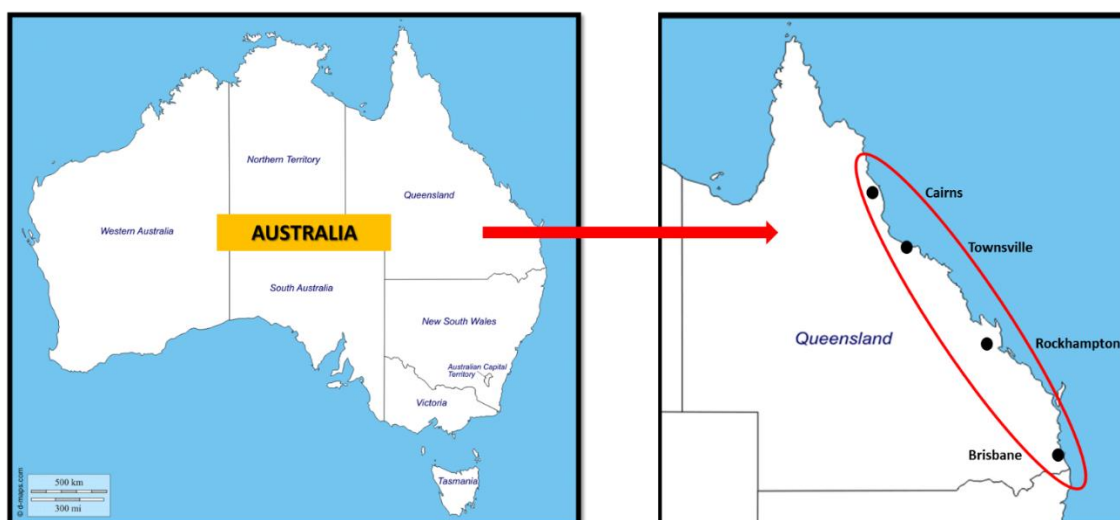 Northern Territory
Queensland
Western Australia
AUSTRALIA
South Australia
New South Wales
Australian Capital
Territory
Victoria
Tasmania
500 km
300 mi
© d-maps.com
Cairns
Townsville
Queensland
Rockhampton
Brisbane